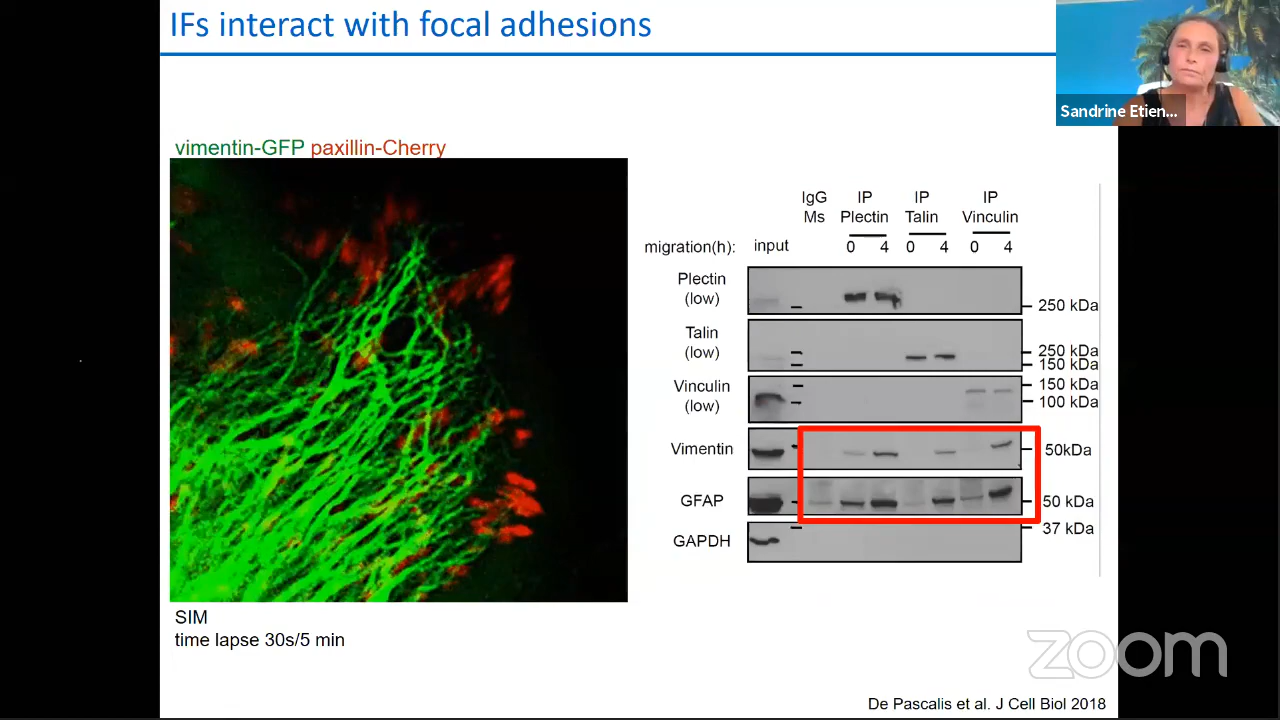 IFs interact with focal adhesions
Sandrine Etien...
vimentin-GFP paxillin-Cherry
IgG IP IP IP
Ms Plectin Talin Vinculin
migration(h): input 0 4 0 4 0 4
Plectin
(low)
250 kDa
Talin
(low)
250 kDa
150 kDa
Vinculin
(low)
150 kDa
100 kDa
Vimentin
50kDa
GFAP
50 kDa
37 kDa
GAPDH
SIM
time lapse 30s/5 min
zoom
De Pascalis et al. J Cell Biol 2018